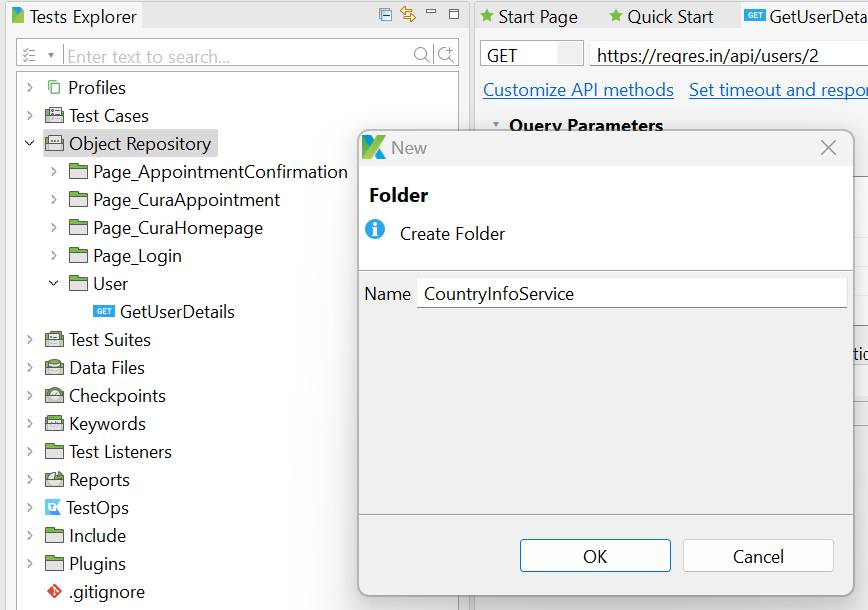 Tests Explorer
Start Page
Quick Start
GET GetUserDeta
Enter text to search...
GET
https://reqres.in/api/users/2
Customize API methods
Set timeout and respor
Query Parameters
Profiles
Test Cases
Object Repository
Page_AppointmentConfirmation
Page_CuraAppointment
Page_CuraHomepage
Page_Login
User
GET GetUserDetails
Test Suites
Data Files
Checkpoints
Keywords
Test Listeners
Reports
TestOps
Include
Plugins
.gitignore
New
Folder
Create Folder
Name
CountryInfoService
tic
OK
Cancel